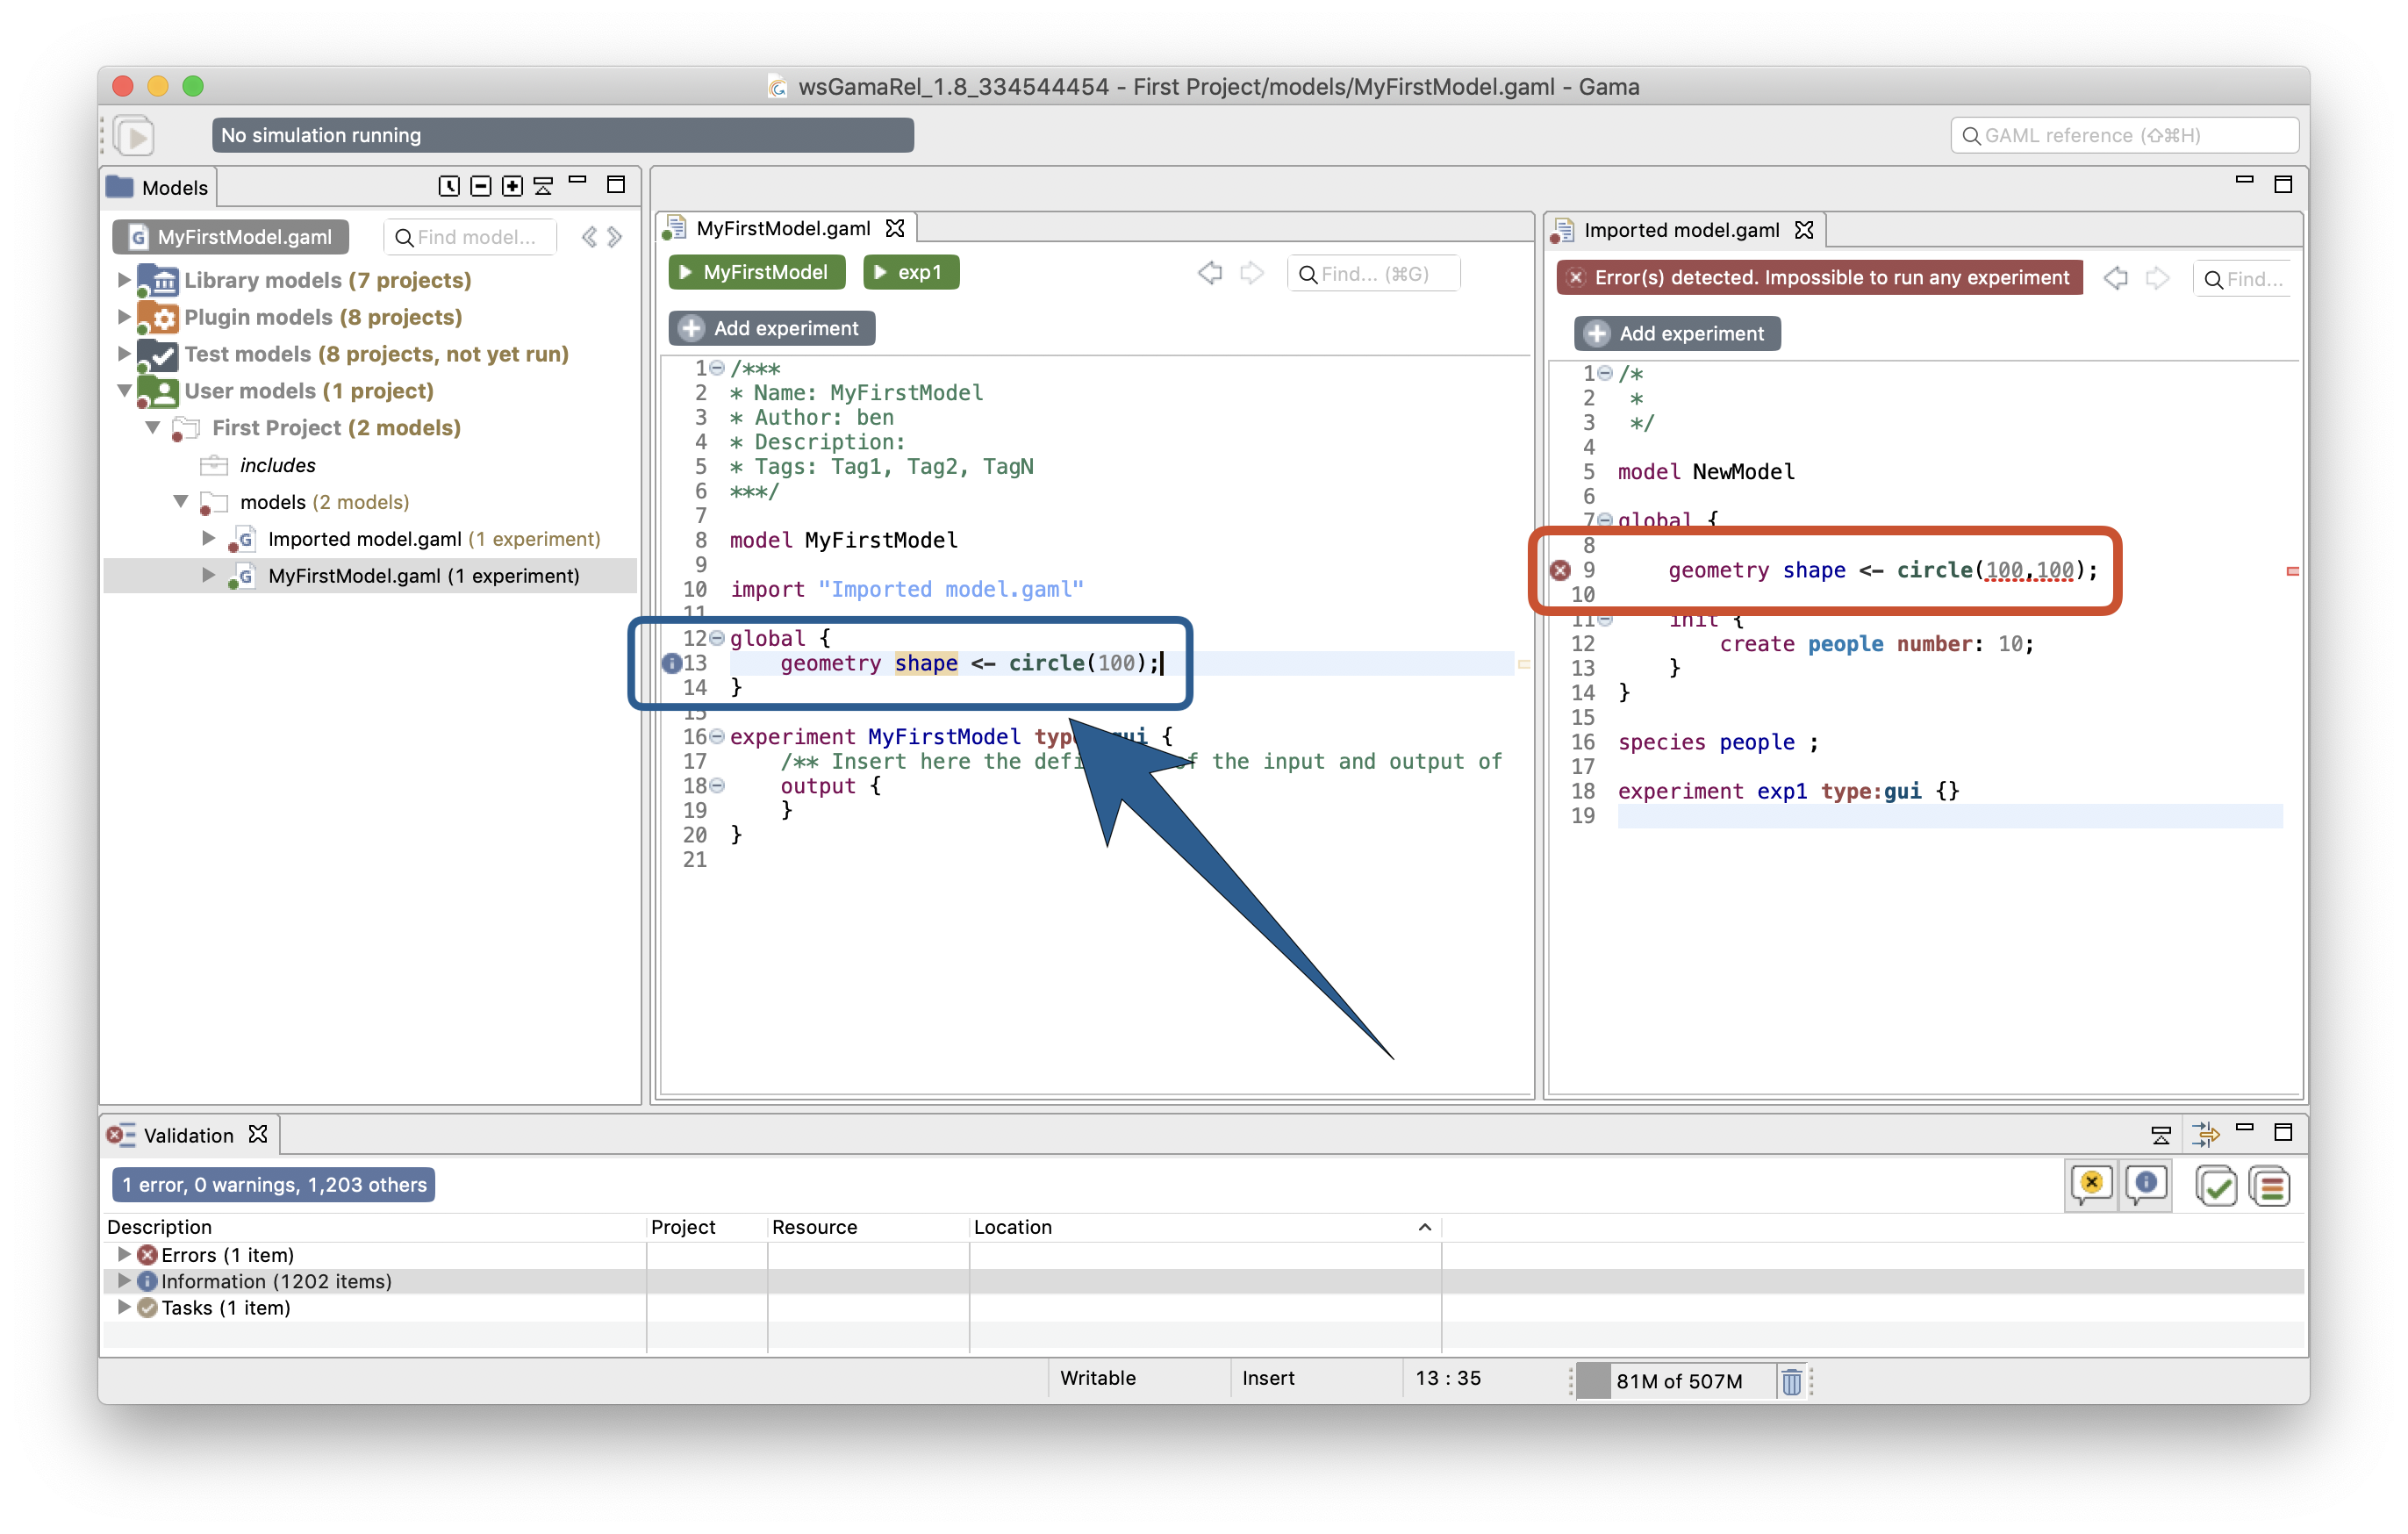 wsGamaRel_1.8_334544454 - First Project/models/MyFirstModel.gaml - Gama
No simulation running
GAML reference (⇧⌘H)
Models
MyFirstModel.gaml
Find model...
Library models (7 projects)
Plugin models (8 projects)
Test models (8 projects, not yet run)
User models (1 project)
First Project (2 models)
includes
models (2 models)
Imported model.gaml (1 experiment)
MyFirstModel.gaml (1 experiment)
MyFirstModel.gaml
MyFirstModel
exp1
Find... (⌘G)
Add experiment
1 /***
2 * Name: MyFirstModel
3 * Author: ben
4 * Description:
5 * Tags: Tag1, Tag2, TagN
6 ***/
7
8 model MyFirstModel
9
10 import "Imported model.gaml"
11
12 global {
13 geometry shape <- circle(100);
14 }
15
16 experiment MyFirstModel type: gui {
17 /** Insert here the of the input and output of
18 output {
19 }
20 }
21
Imported model.gaml
Error(s) detected. Impossible to run any experiment
Find...
Add experiment
1 /*
2 *
3 */
4
5 model NewModel
6
7 global {
8
9 geometry shape <- circle(100,100);
10
11 init {
12 create people number: 10;
13 }
14 }
15
16 species people ;
17
18 experiment exp1 type:gui {}
19
Validation
1 error, 0 warnings, 1,203 others
Description Project Resource Location
Errors (1 item)
Information (1202 items)
Tasks (1 item)
Writable Insert 13 : 35 81M of 507M